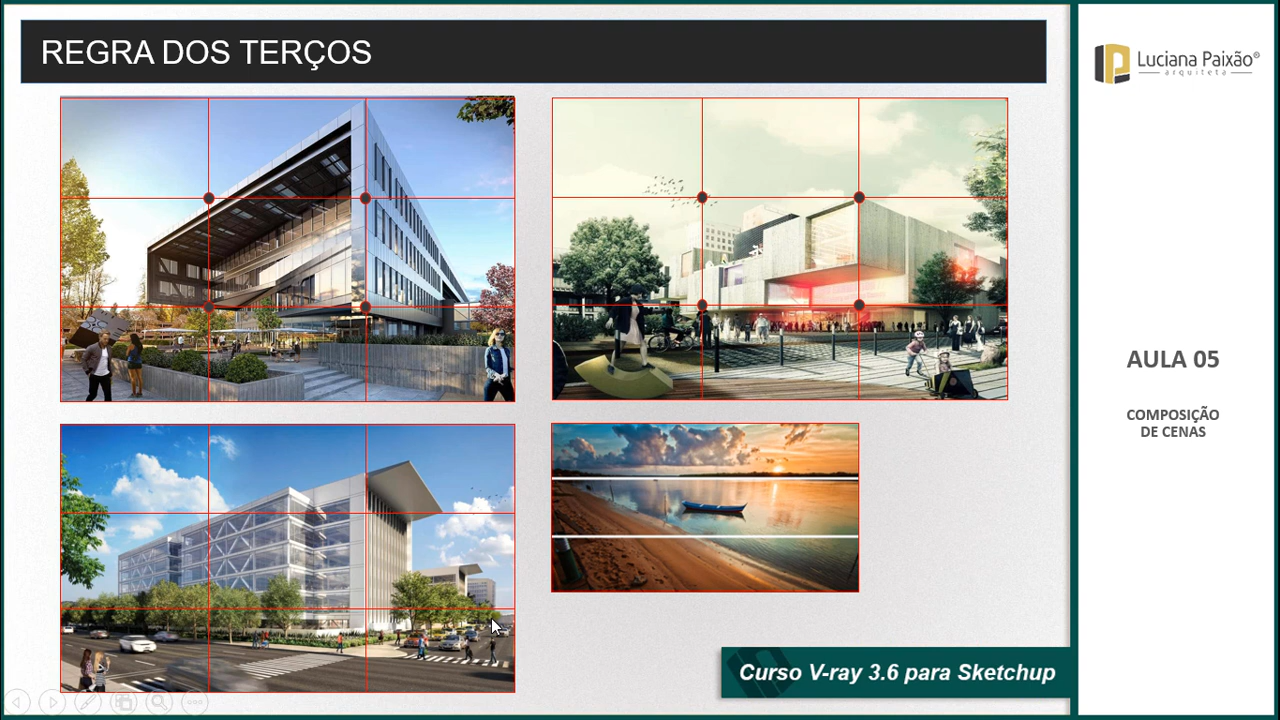 REGRA DOS TERÇOS
Luciana Paixão®
arquiteta
AULA 05
COMPOSIÇÃO
DE CENAS
Curso V-ray 3.6 para Sketchup